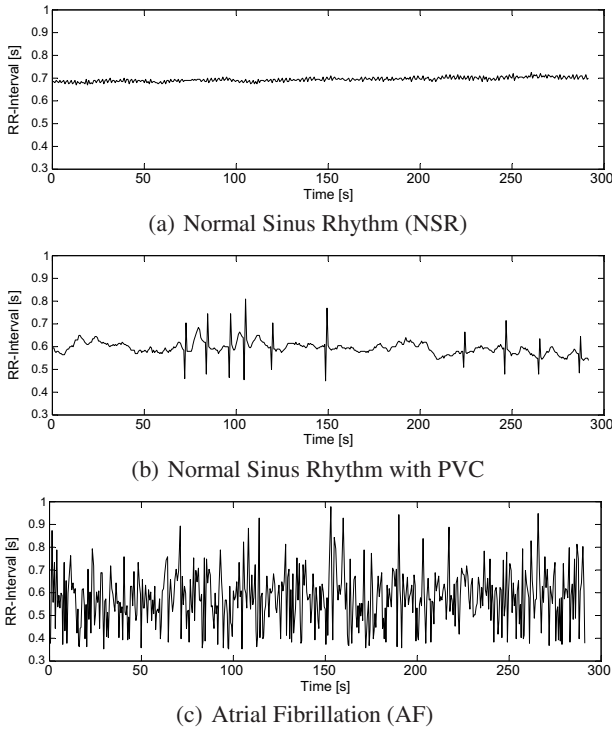 1
0.9
0.8
0.7
0.6
0.5
0.4
0.3
RR-Interval [s]
0 50 100 150 200 250 300
Time [s]
(a) Normal Sinus Rhythm (NSR)
1
0.9
0.8
0.7
0.6
0.5
0.4
0.3
RR-Interval [s]
0 50 100 150 200 250 300
Time [s]
(b) Normal Sinus Rhythm with PVC
1
0.9
0.8
0.7
0.6
0.5
0.4
0.3
RR-Interval [s]
0 50 100 150 200 250 300
Time [s]
(c) Atrial Fibrillation (AF)